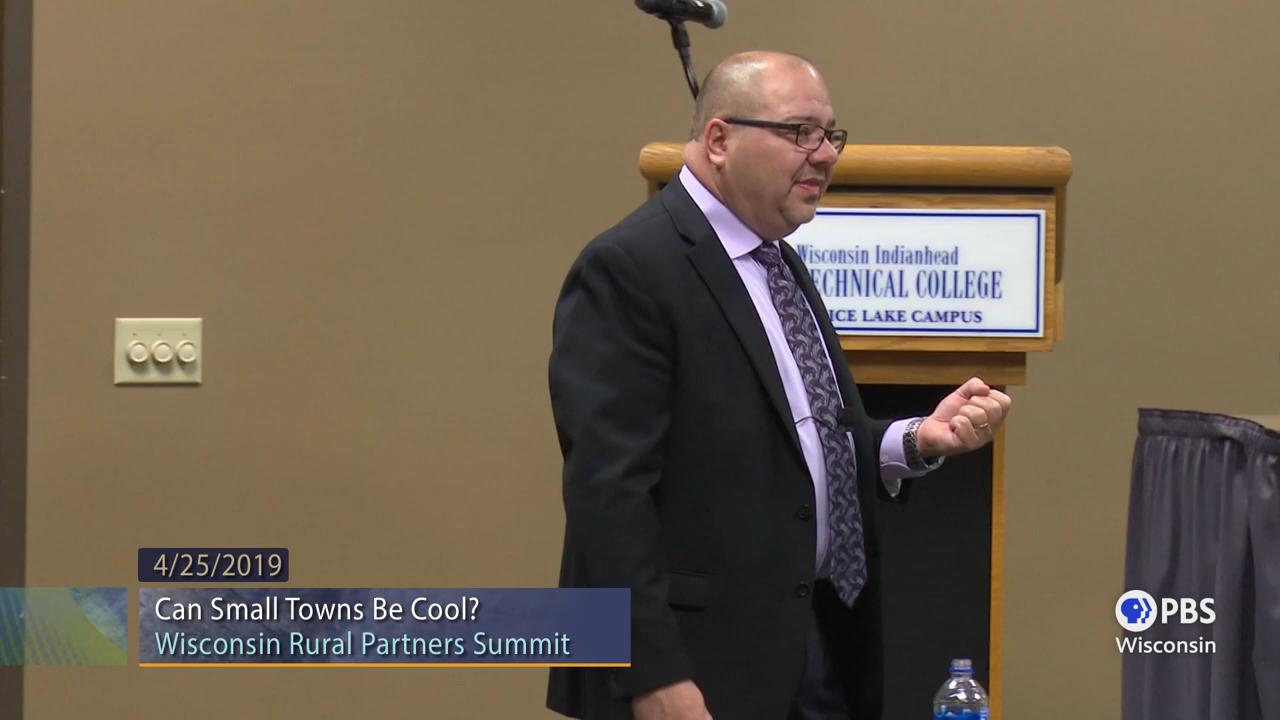 Wisconsin Indianhead
ECHNICAL COLLEGE
ICE LAKE CAMPUS
4/25/2019
Can Small Towns Be Cool?
Wisconsin Rural Partners Summit
PBS
Wisconsin